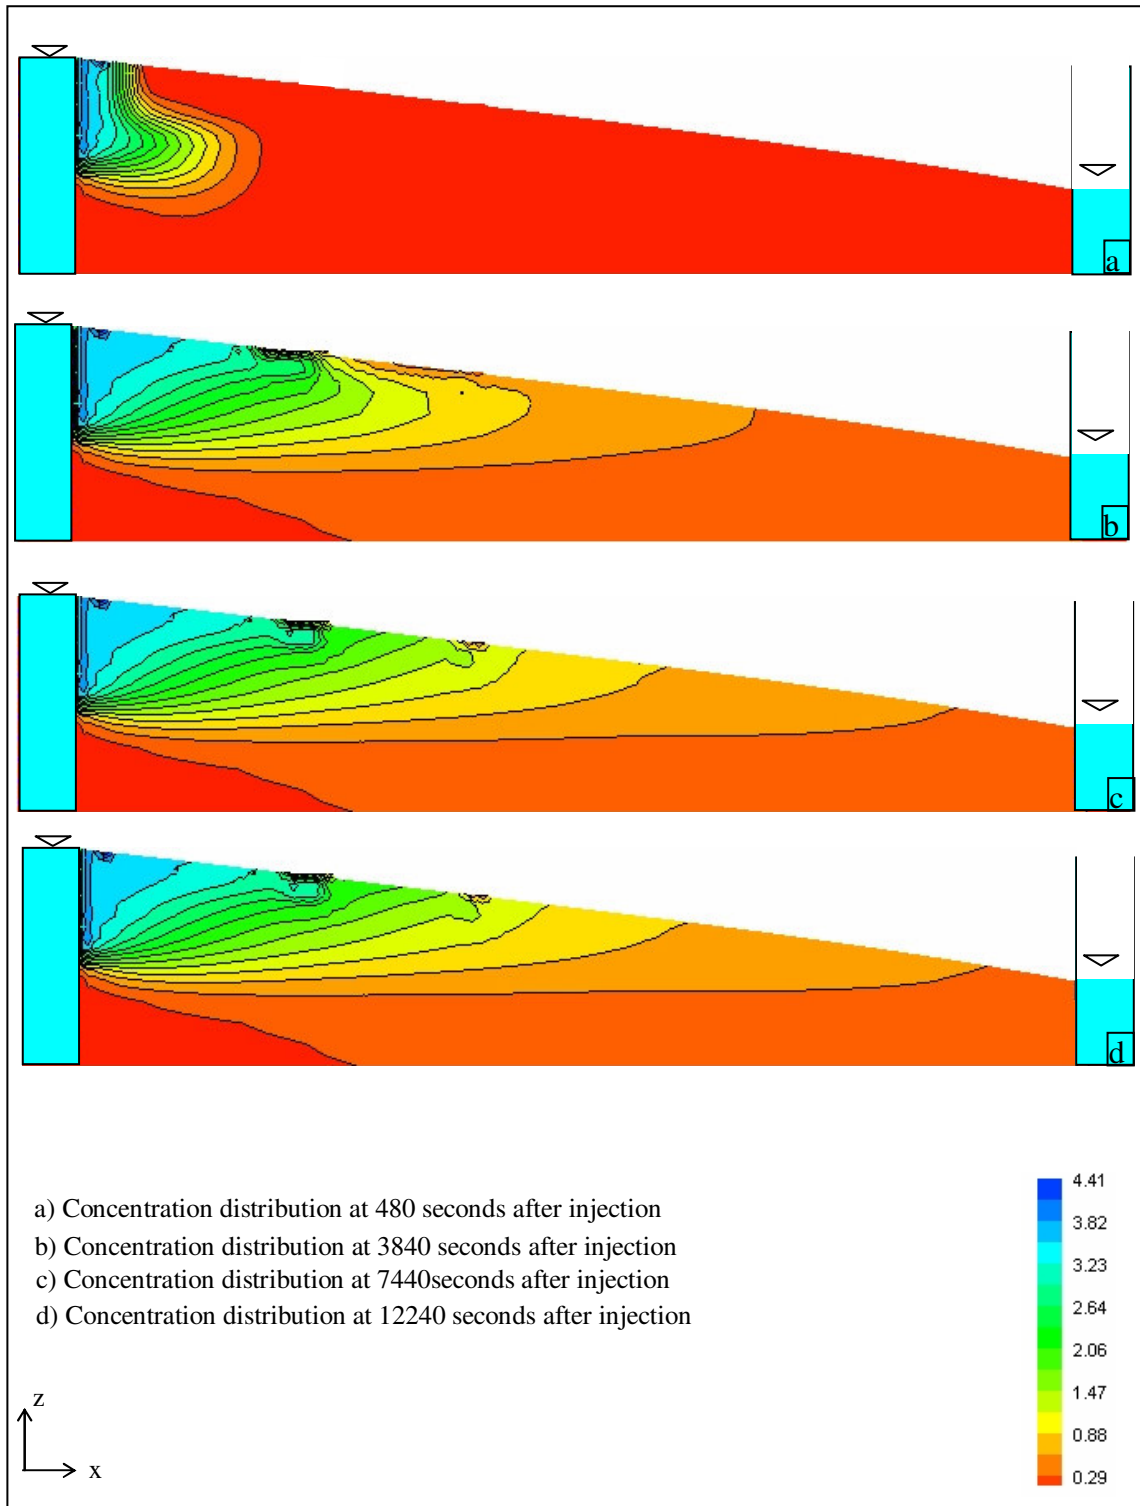 a
b
c
d
a) Concentration distribution at 480 seconds after injection
b) Concentration distribution at 3840 seconds after injection
c) Concentration distribution at 7440seconds after injection
d) Concentration distribution at 12240 seconds after injection
4.41
3.82
3.23
2.64
2.06
1.47
0.88
0.29
z
x